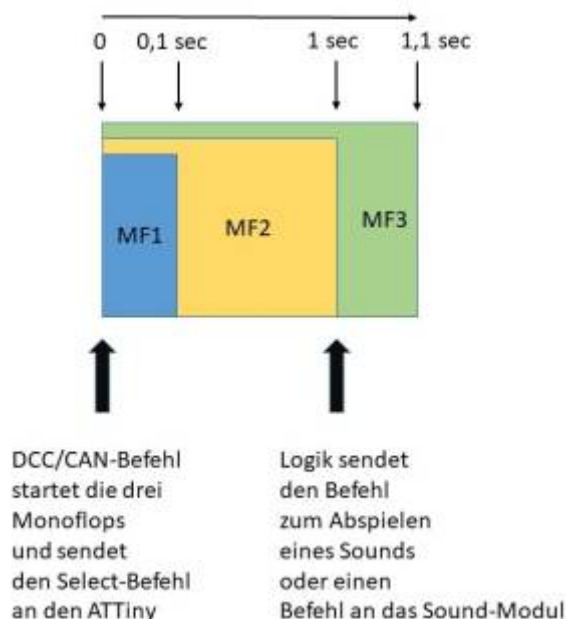 0 0,1 sec 1 sec 1,1 sec
MF1 MF2 MF3
DCC/CAN-Befehl
startet die drei
Monoflops
und sendet
den Select-Befehl
an den ATTiny
Logik sendet
den Befehl
zum Abspielen
eines Sounds
oder einen
Befehl an das Sound-Modul